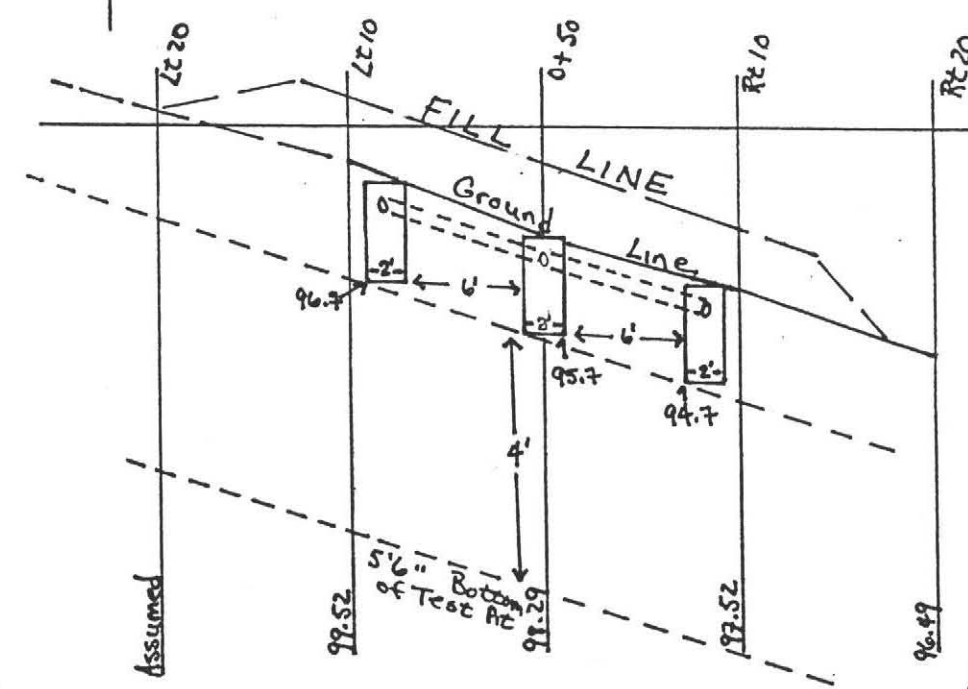 Lt 20
Lt 10
0+50
Rt 10
Rt 20
FILL LINE
Ground Line
0
0
0
2'
6'
2'
6'
2'
96.7
95.7
94.7
4'
5'6" Bottom
of Test At
Assumed
99.52
98.29
97.52
96.49